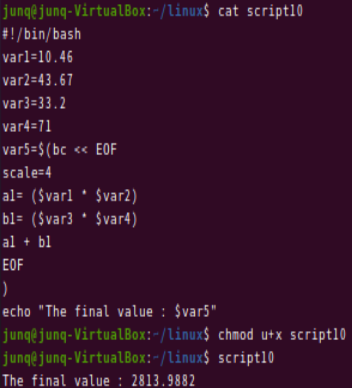 junq@junq-VirtualBox:~/linux$ cat script10
#!/bin/bash
var1=10.46
var2=43.67
var3=33.2
var4=71
var5=$(bc << EOF
scale=4
a1= ($var1 * $var2)
b1= ($var3 * $var4)
a1 + b1
EOF
)
echo "The final value : $var5"
junq@junq-VirtualBox:~/linux$ chmod u+x script10
junq@junq-VirtualBox:~/linux$ script10
The final value : 2813.9882